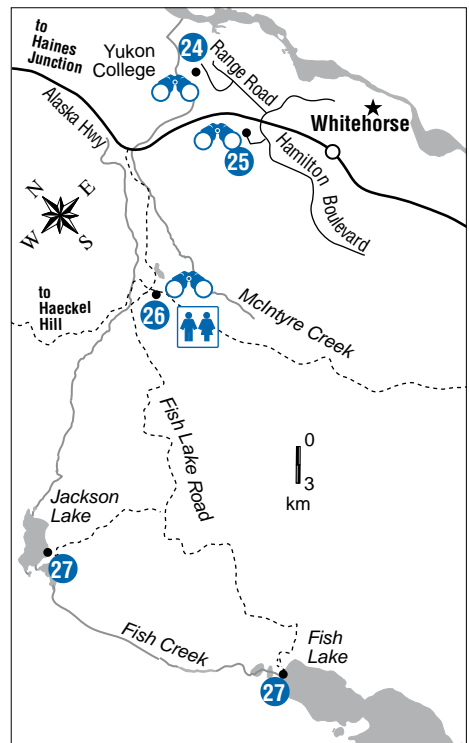 to
Haines
Junction
Yukon
College
24
Range Road
Alaska Hwy
Whitehorse
25
Hamilton
Boulevard
N
E
W
S
to
Haeckel
Hill
26
McIntyre Creek
Fish Lake Road
0
3
km
Jackson
Lake
27
Fish Creek
Fish
Lake
27